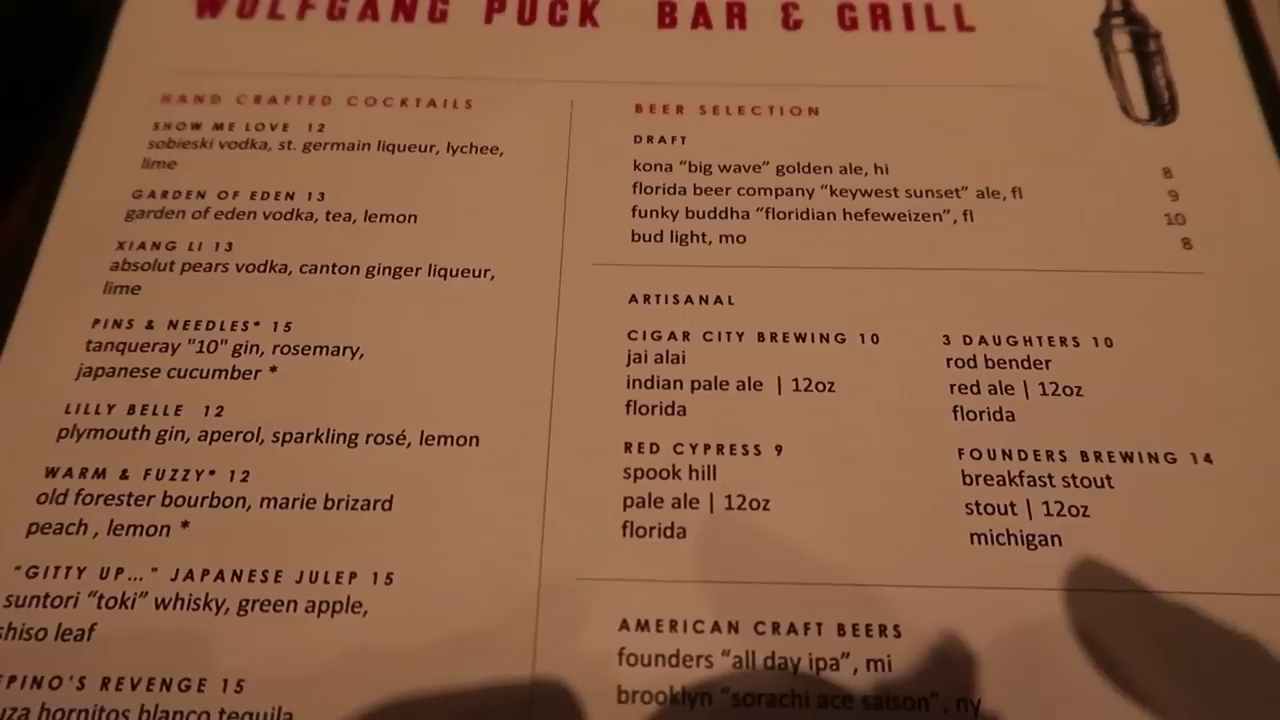 WOLFGANG PUCK BAR & GRILL
HAND CRAFTED COCKTAILS
SHOW ME LOVE 12
sobieski vodka, st. germain liqueur, lychee,
lime
GARDEN OF EDEN 13
garden of eden vodka, tea, lemon
XIANG LI 13
absolut pears vodka, canton ginger liqueur,
lime
PINS & NEEDLES* 15
tanqueray "10" gin, rosemary,
japanese cucumber *
LILLY BELLE 12
plymouth gin, aperol, sparkling rosé, lemon
WARM & FUZZY* 12
old forester bourbon, marie brizard
peach , lemon *
"GITTY UP..." JAPANESE JULEP 15
suntori “toki” whisky, green apple,
shiso leaf
REVENGE 15
hornitos blanco tequila
BEER SELECTION
DRAFT
kona “big wave” golden ale, hi 8
florida beer company “keywest sunset” ale, fl 9
funky buddha “floridian hefeweizen”, fl 10
bud light, mo 8
ARTISANAL
CIGAR CITY BREWING 10
jai alai
indian pale ale | 12oz
florida
3 DAUGHTERS 10
rod bender
red ale | 12oz
florida
RED CYPRESS 9
spook hill
pale ale | 12oz
florida
FOUNDERS BREWING 14
breakfast stout
stout | 12oz
michigan
AMERICAN CRAFT BEERS
founders “all day ipa”, mi
brooklyn “sorachi ace saison”, ny